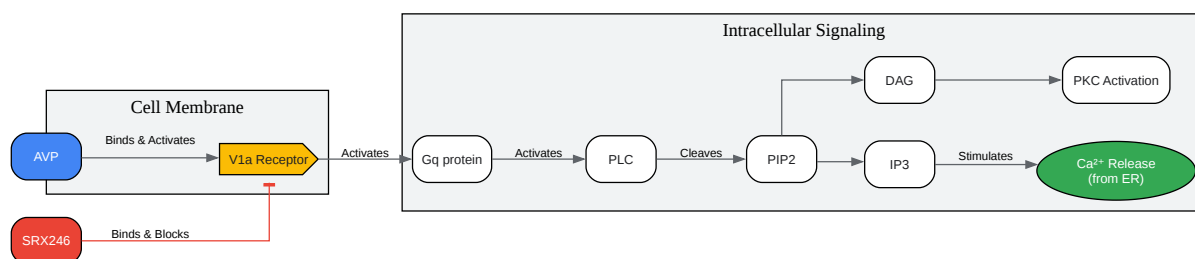 Intracellular Signaling
DAG
PKC Activation
Cell Membrane
AVP
Binds & Activates
V1a Receptor
Activates
Gq protein
Activates
PLC
Cleaves
PIP2
IP3
Stimulates
Ca²⁺ Release
(from ER)
SRX246
Binds & Blocks